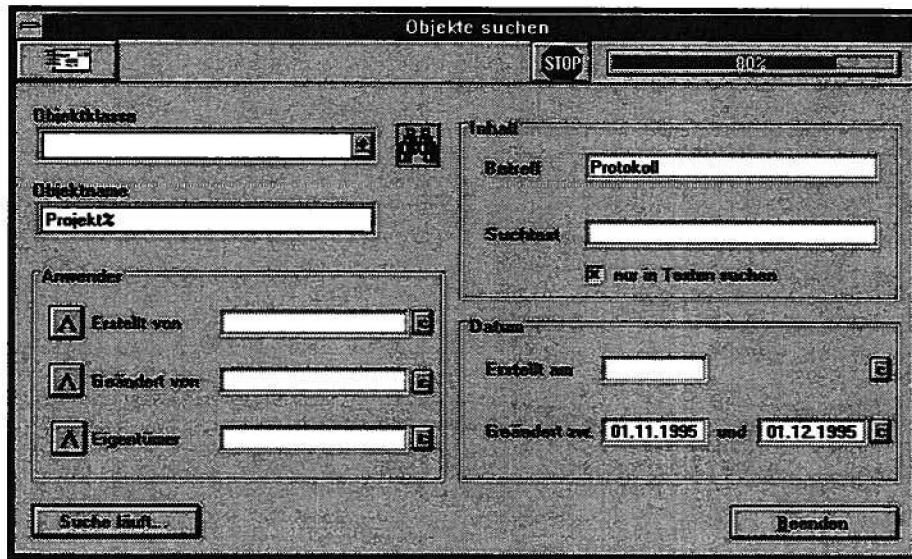 Objekte suchen
STOP
80%
Objektklasse
Objektname
Projekt%
Anwender
Erstellt von
Geändert von
Eigentümer
Suche läuft...
Inhalt
Betreff Protokoll
Suchtext
nur in Texten suchen
Datum
Erstellt am
Geändert zw. 01.11.1995 und 01.12.1995
Beenden